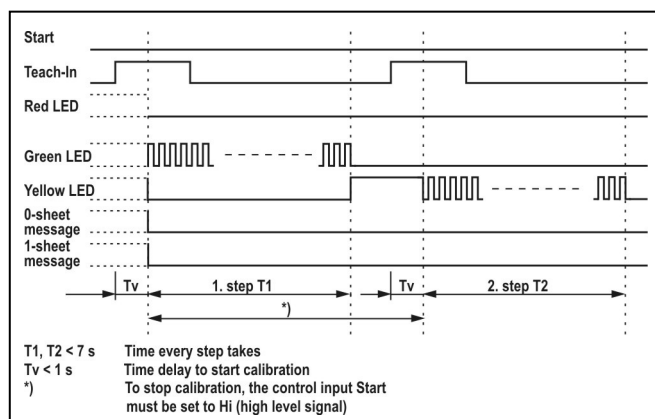 Start
Teach-In
Red LED
Green LED
Yellow LED
0-sheet
message
1-sheet
message
Tv
1. step T1
Tv
2. step T2
*)
T1, T2 < 7 s Time every step takes
Tv < 1 s Time delay to start calibration
*) To stop calibration, the control input Start
must be set to Hi (high level signal)